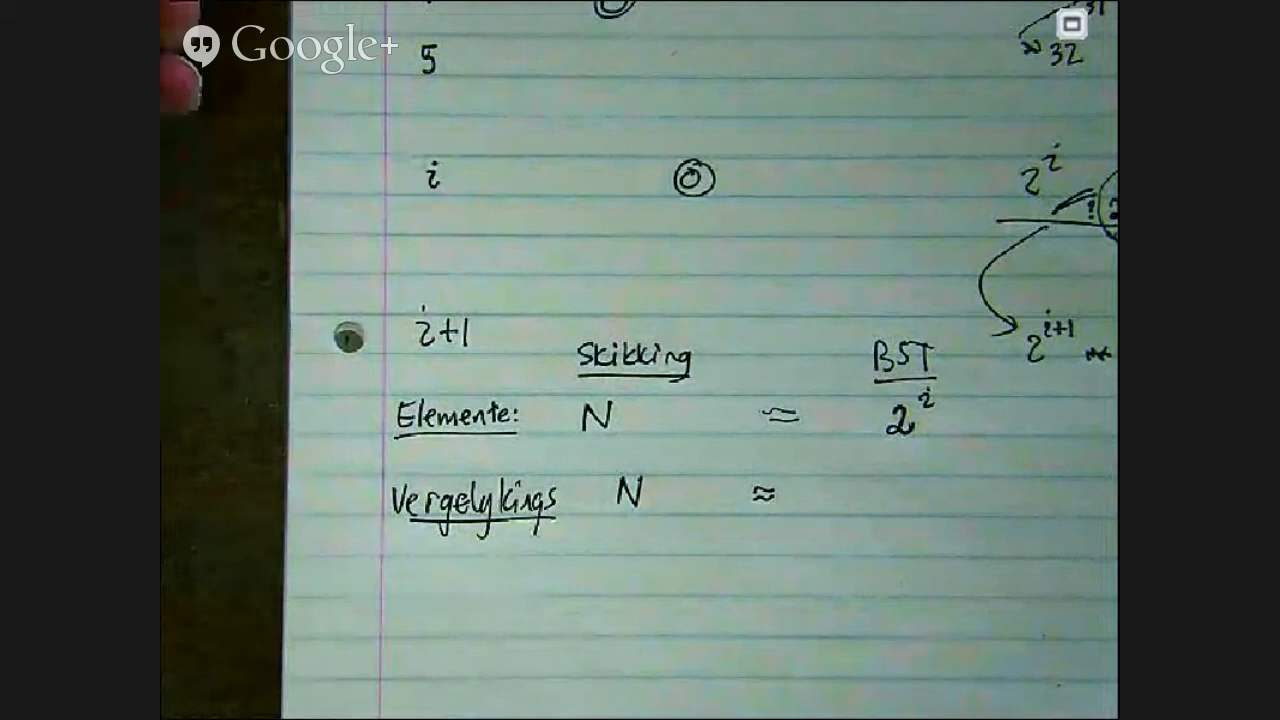 Google+
5
32
i
2^i
i+1
2^{i+1}
Skikking BST
Elemente: N ≈ 2^i
Vergelykings N ≈